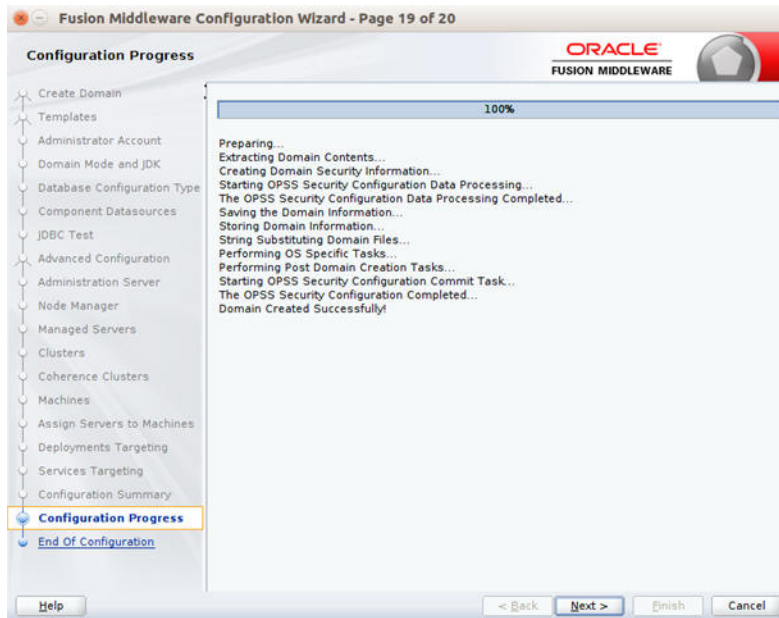 Fusion Middleware Configuration Wizard - Page 19 of 20
Configuration Progress
ORACLE
FUSION MIDDLEWARE
Create Domain
Templates
Administrator Account
Domain Mode and JDK
Database Configuration Type
Component Datasources
JDBC Test
Advanced Configuration
Administration Server
Node Manager
Managed Servers
Clusters
Coherence Clusters
Machines
Assign Servers to Machines
Deployments Targeting
Services Targeting
Configuration Summary
Configuration Progress
End Of Configuration
100%
Preparing...
Extracting Domain Contents...
Creating Domain Security Information...
Starting OPSS Security Configuration Data Processing...
The OPSS Security Configuration Data Processing Completed...
Saving the Domain Information...
Storing Domain Information...
String Substituting Domain Files...
Performing OS Specific Tasks...
Performing Post Domain Creation Tasks...
Starting OPSS Security Configuration Commit Task...
The OPSS Security Configuration Completed...
Domain Created Successfully!
Help
< Back
Next >
Finish
Cancel